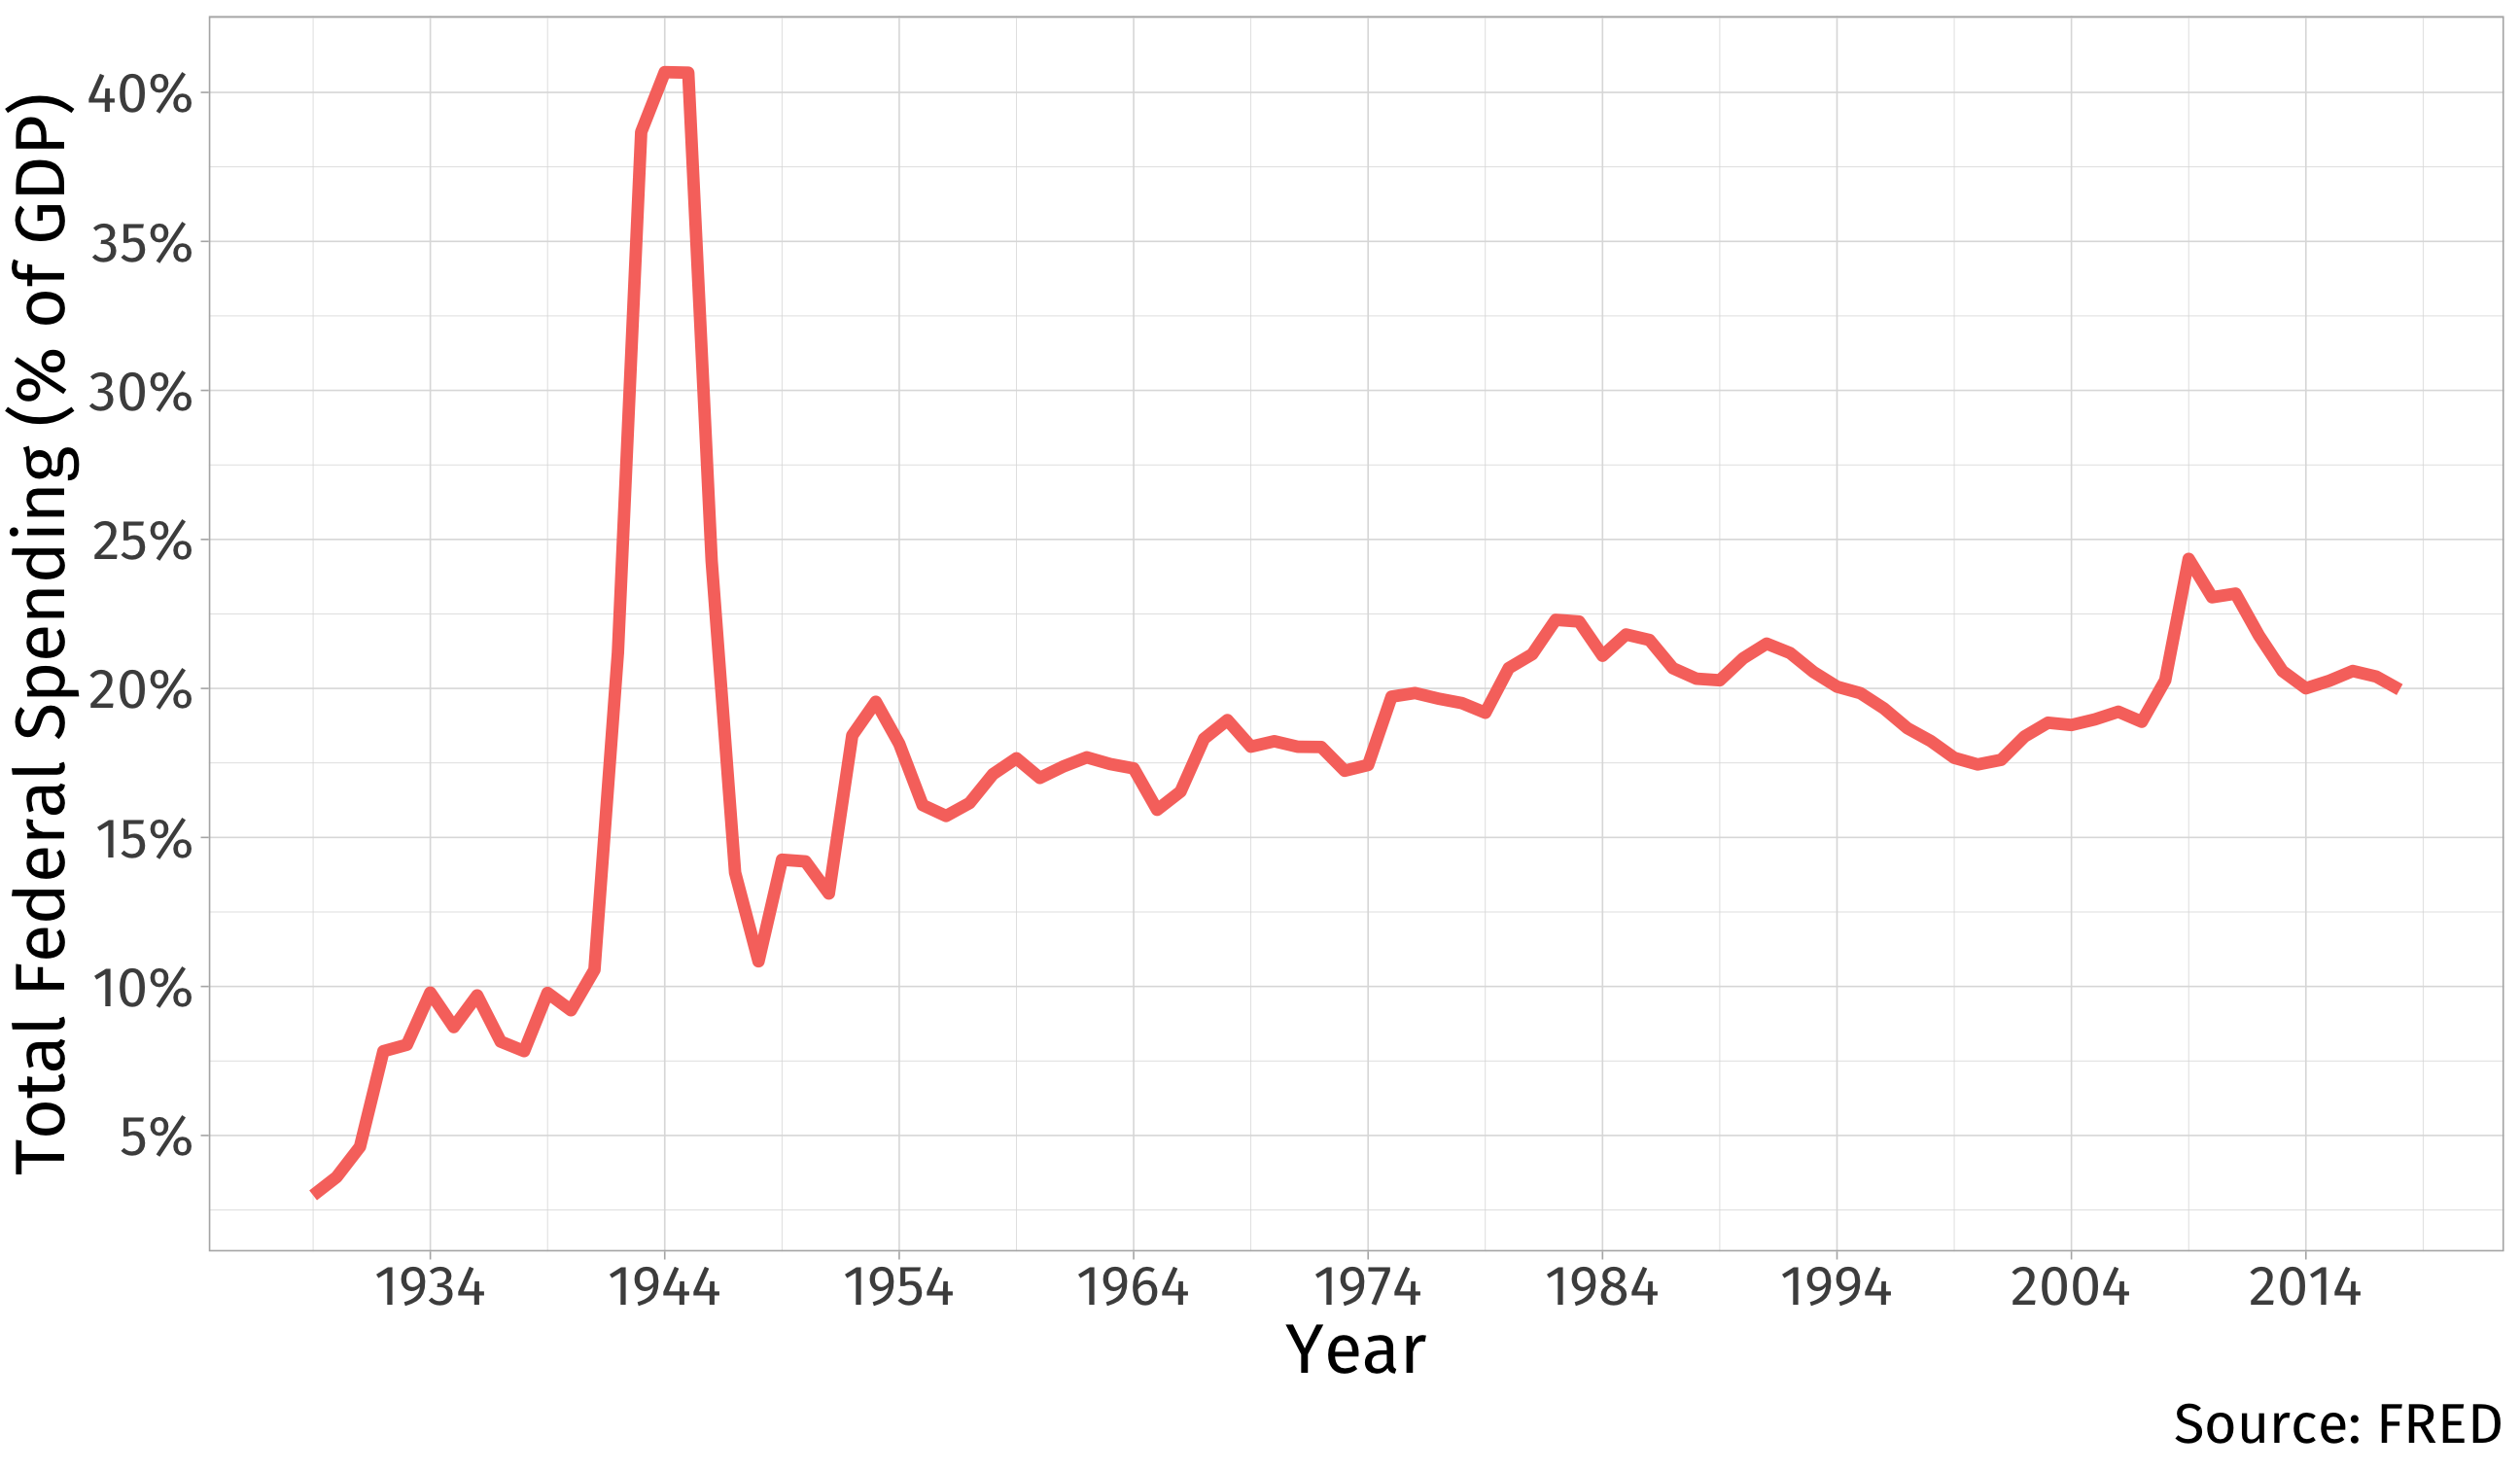 Total Federal Spending (% of GDP)
40%
35%
30%
25%
20%
15%
10%
5%
1934 1944 1954 1964 1974 1984 1994 2004 2014
Year
Source: FRED